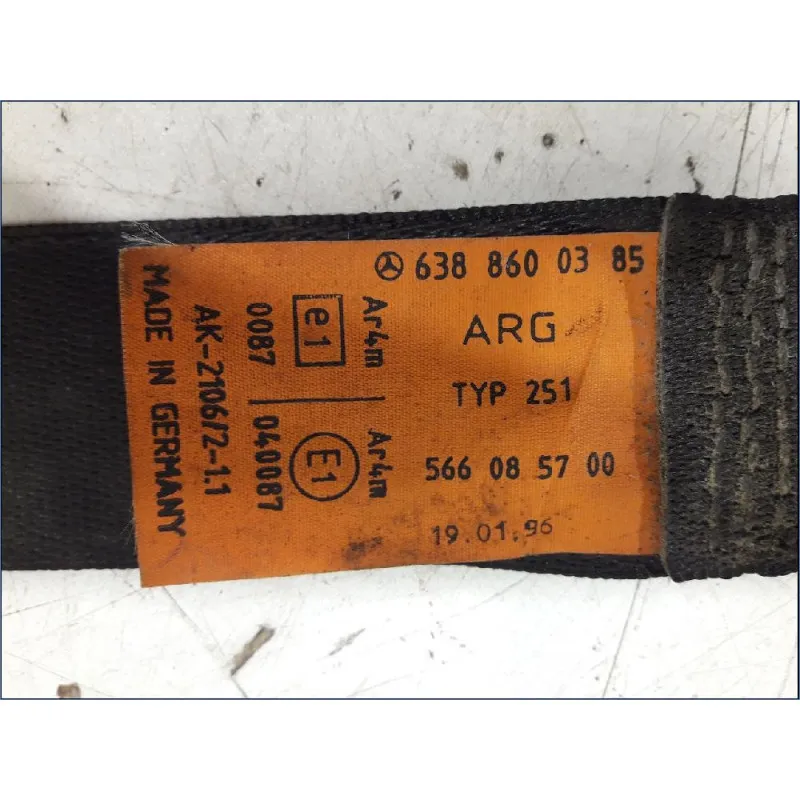 638 860 03 85
ARG
TYP 251
566 08 57 00
19.01.96
Ar4m
e1
0087
Ar4m
E1
040087
AK-2106/2-1.1
MADE IN GERMANY